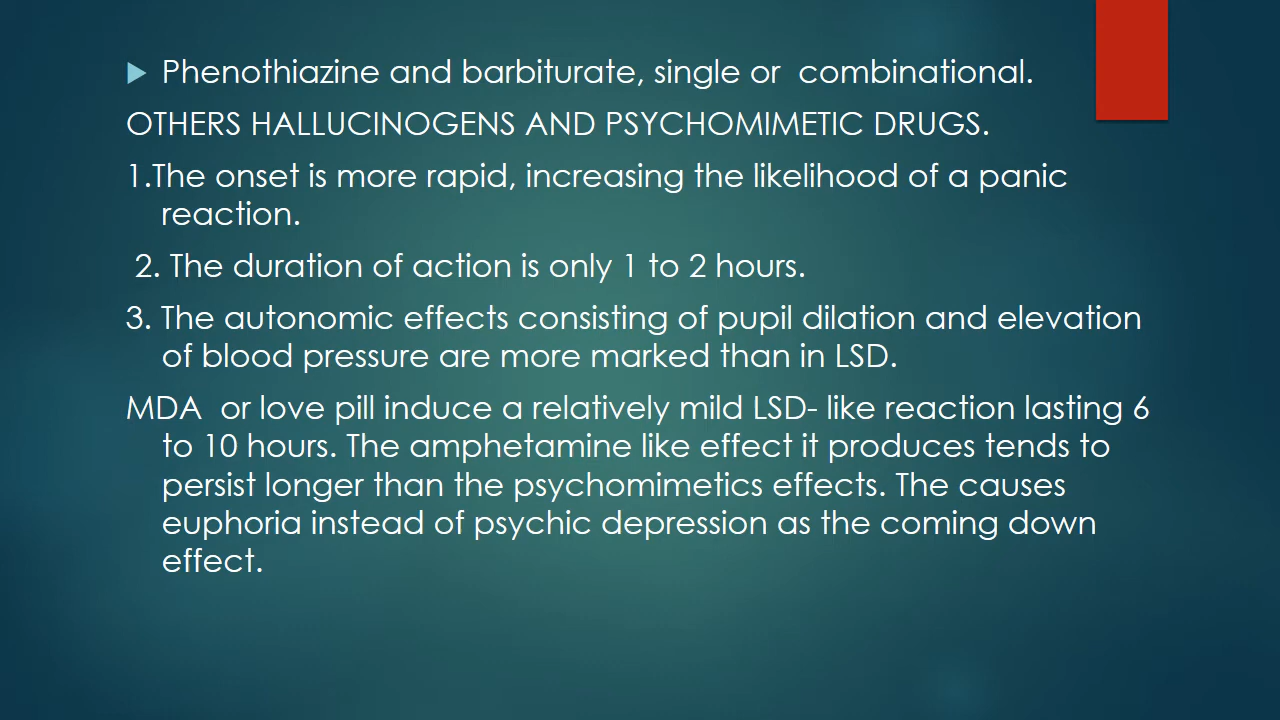 Phenothiazine and barbiturate, single or  combinational.
OTHERS HALLUCINOGENS AND PSYCHOMIMETIC DRUGS.
1.The onset is more rapid, increasing the likelihood of a panic
reaction.
2. The duration of action is only 1 to 2 hours.
3. The autonomic effects consisting of pupil dilation and elevation
of blood pressure are more marked than in LSD.
MDA  or love pill induce a relatively mild LSD- like reaction lasting 6
to 10 hours. The amphetamine like effect it produces tends to
persist longer than the psychomimetics effects. The causes
euphoria instead of psychic depression as the coming down
effect.